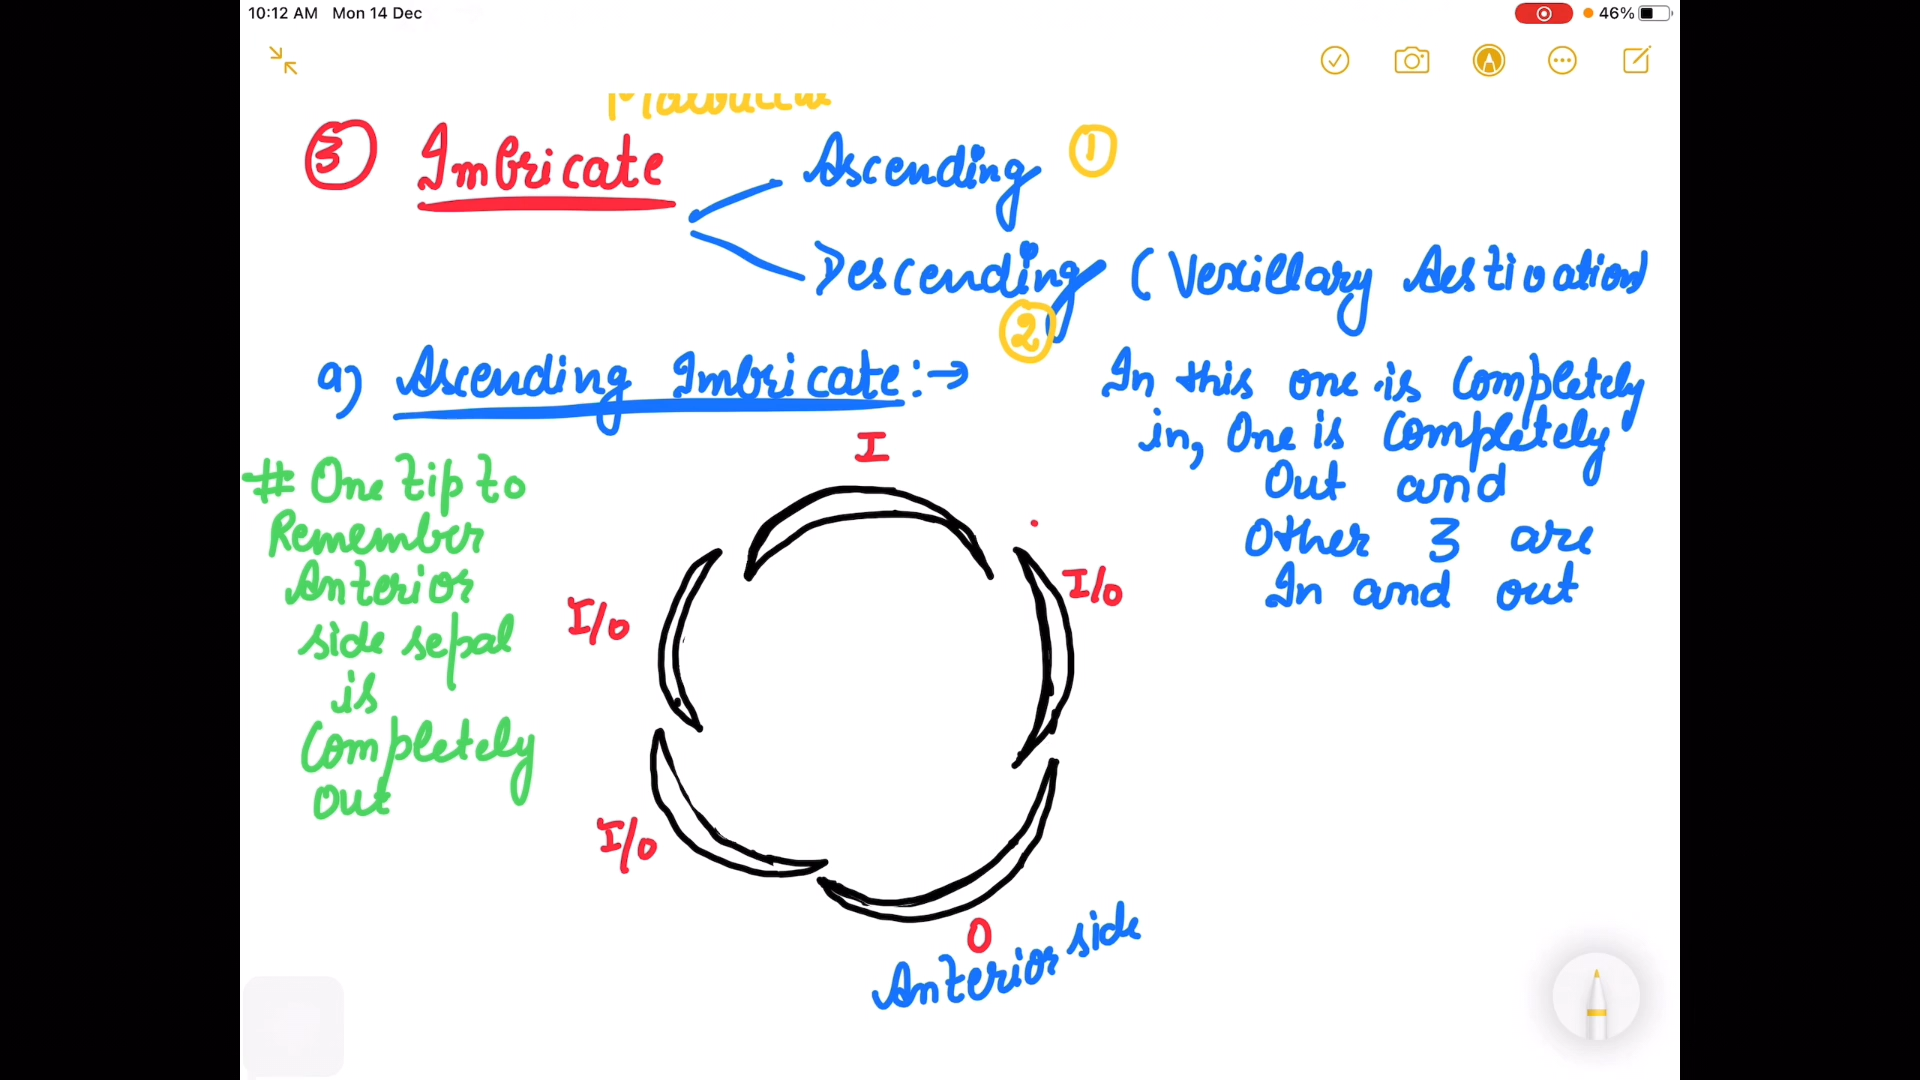 10:12 AM Mon 14 Dec
46%
③ Imbricate
Ascending ①
Descending (Vexillary Aestivation)
②
a) Ascending Imbricate:→
In this one is Completely
in, One is Completely
Out and
Other 3 are
In and out
# One tip to
Remember
Anterior
side sepal
is
Completely
Out
I
I/O
I/O
I/O
O
Anterior side